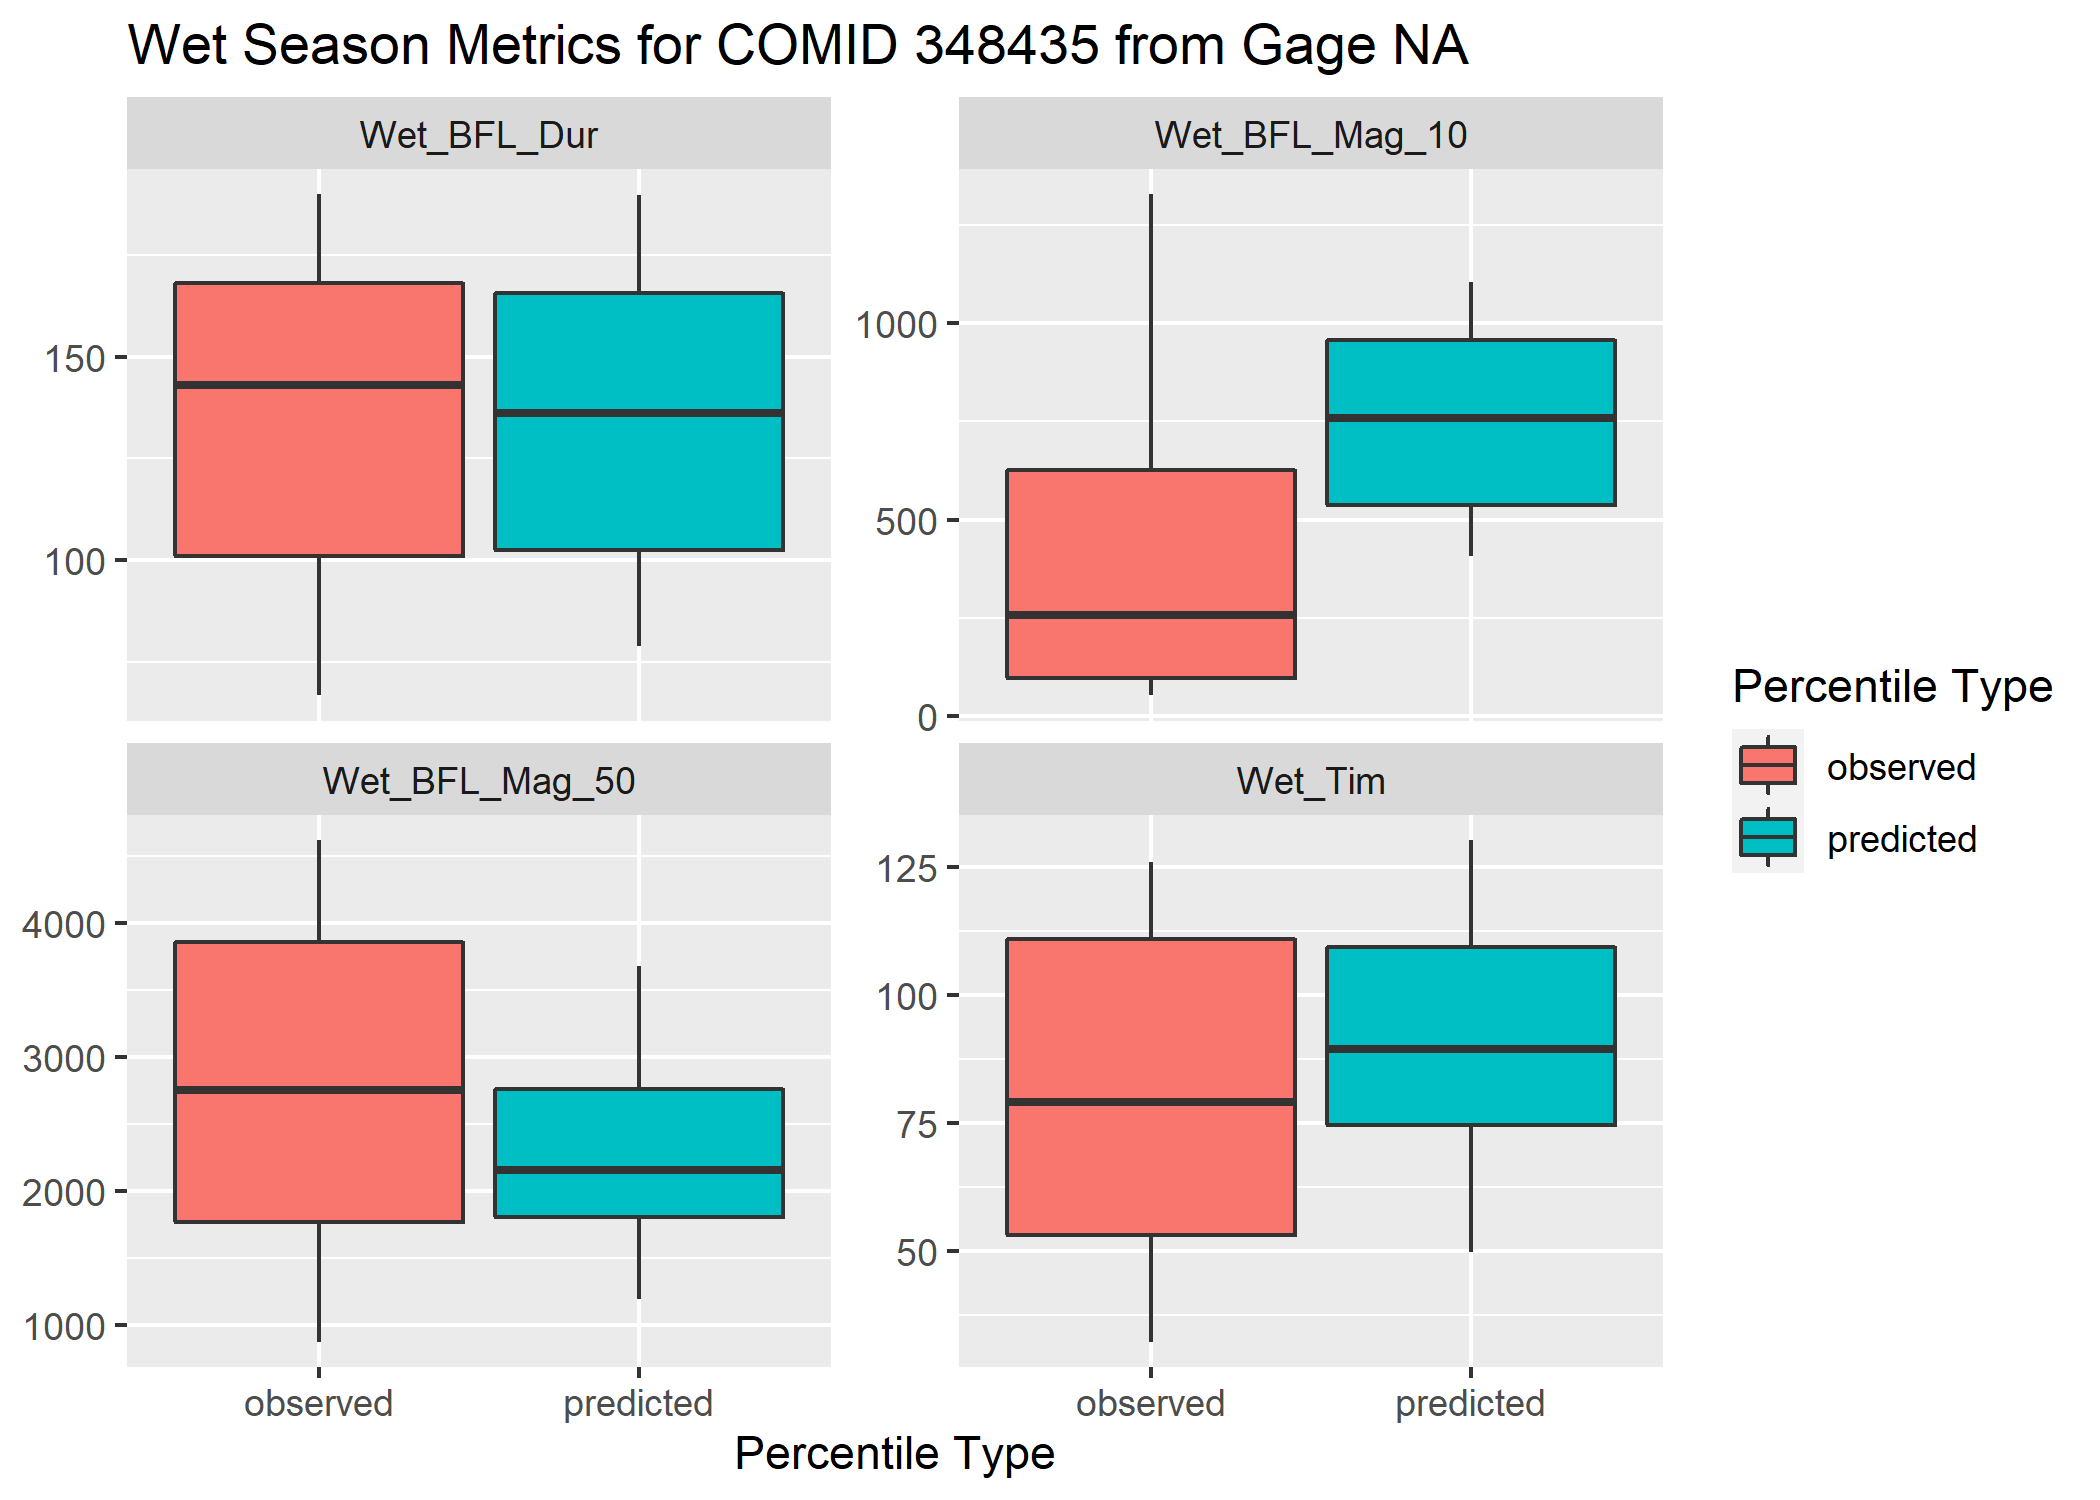 Wet Season Metrics for COMID 348435 from Gage NA
Wet_BFL_Dur
Wet_BFL_Mag_10
150
100
1000
500
0
Wet_BFL_Mag_50
Wet_Tim
4000
3000
2000
1000
125
100
75
50
observed
predicted
observed
predicted
Percentile Type
Percentile Type
observed
predicted